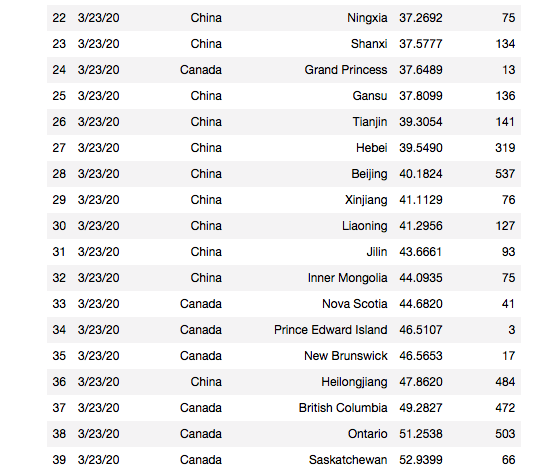 22 3/23/20 China Ningxia 37.2692 75
23 3/23/20 China Shanxi 37.5777 134
24 3/23/20 Canada Grand Princess 37.6489 13
25 3/23/20 China Gansu 37.8099 136
26 3/23/20 China Tianjin 39.3054 141
27 3/23/20 China Hebei 39.5490 319
28 3/23/20 China Beijing 40.1824 537
29 3/23/20 China Xinjiang 41.1129 76
30 3/23/20 China Liaoning 41.2956 127
31 3/23/20 China Jilin 43.6661 93
32 3/23/20 China Inner Mongolia 44.0935 75
33 3/23/20 Canada Nova Scotia 44.6820 41
34 3/23/20 Canada Prince Edward Island 46.5107 3
35 3/23/20 Canada New Brunswick 46.5653 17
36 3/23/20 China Heilongjiang 47.8620 484
37 3/23/20 Canada British Columbia 49.2827 472
38 3/23/20 Canada Ontario 51.2538 503
39 3/23/20 Canada Saskatchewan 52.9399 66